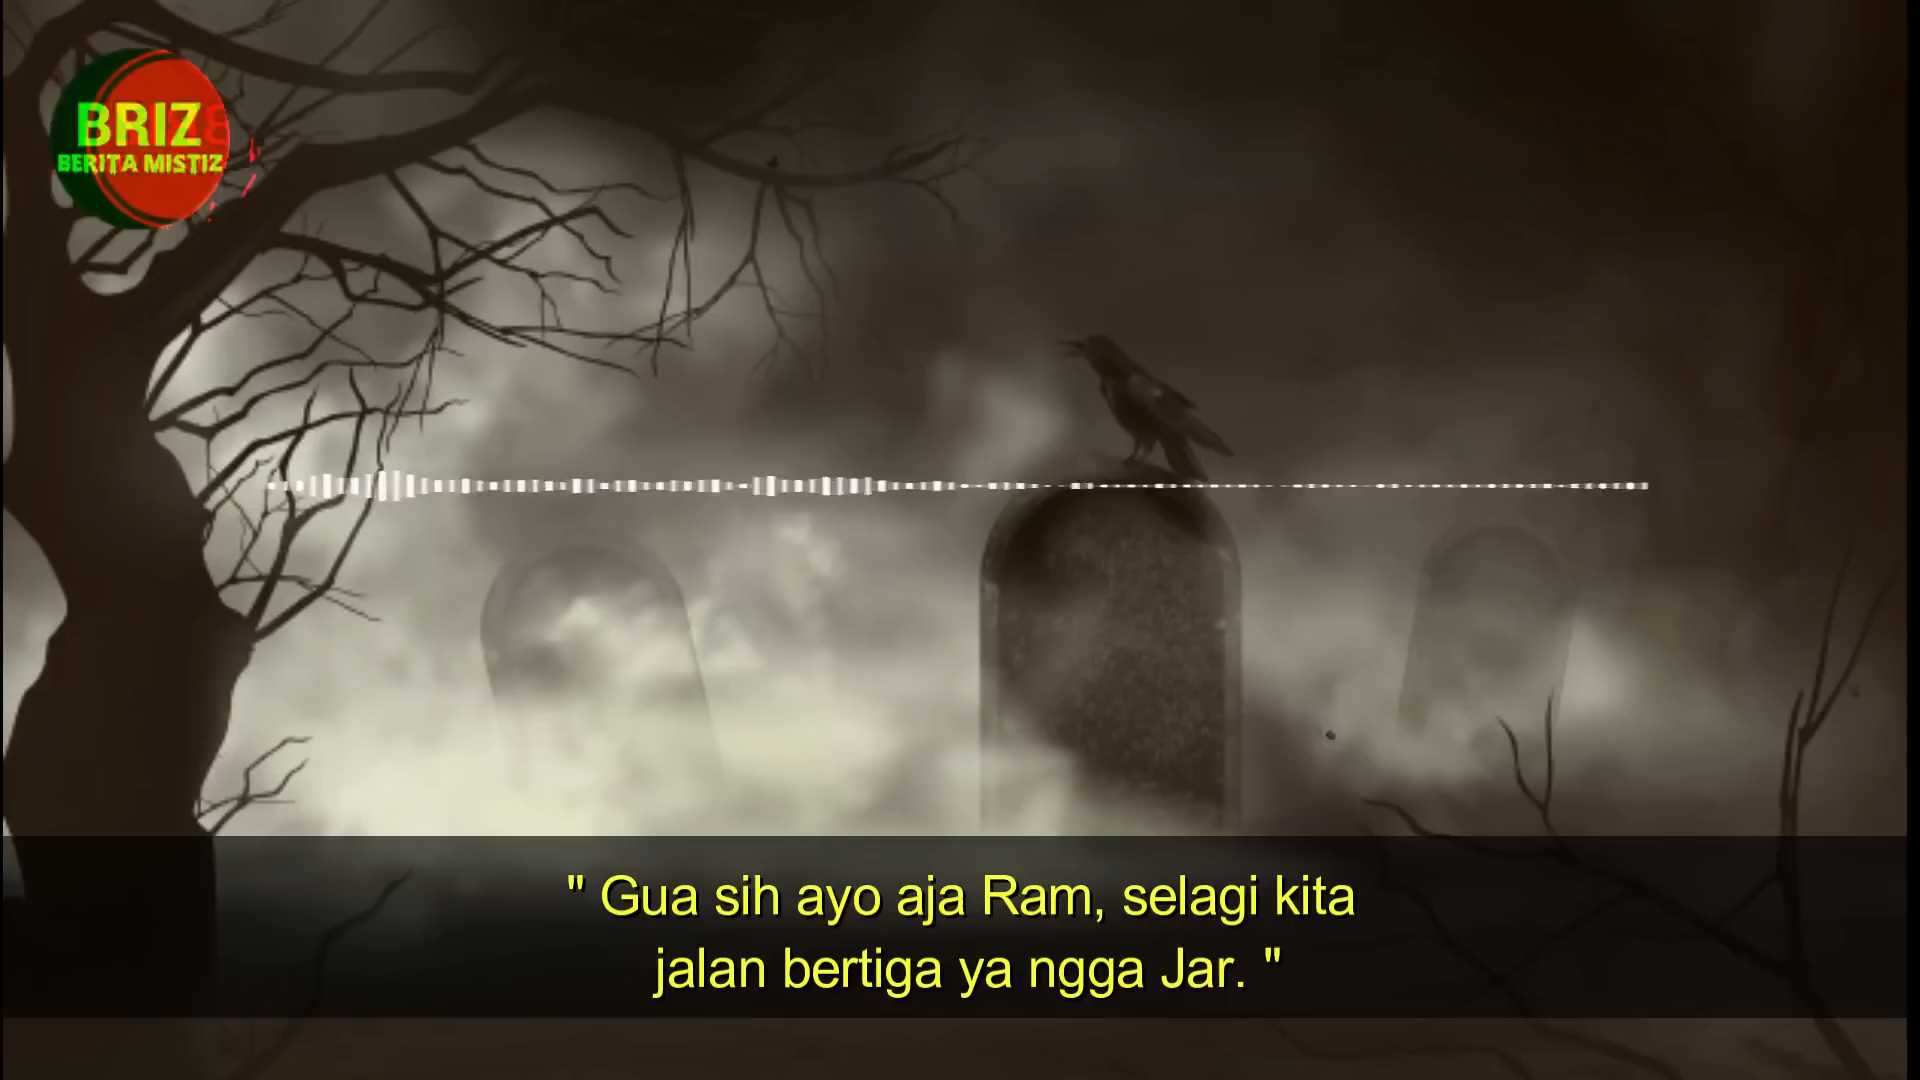 BRIZ
BERITA MISTIZ
" Gua sih ayo aja Ram, selagi kita
jalan bertiga ya ngga Jar. "